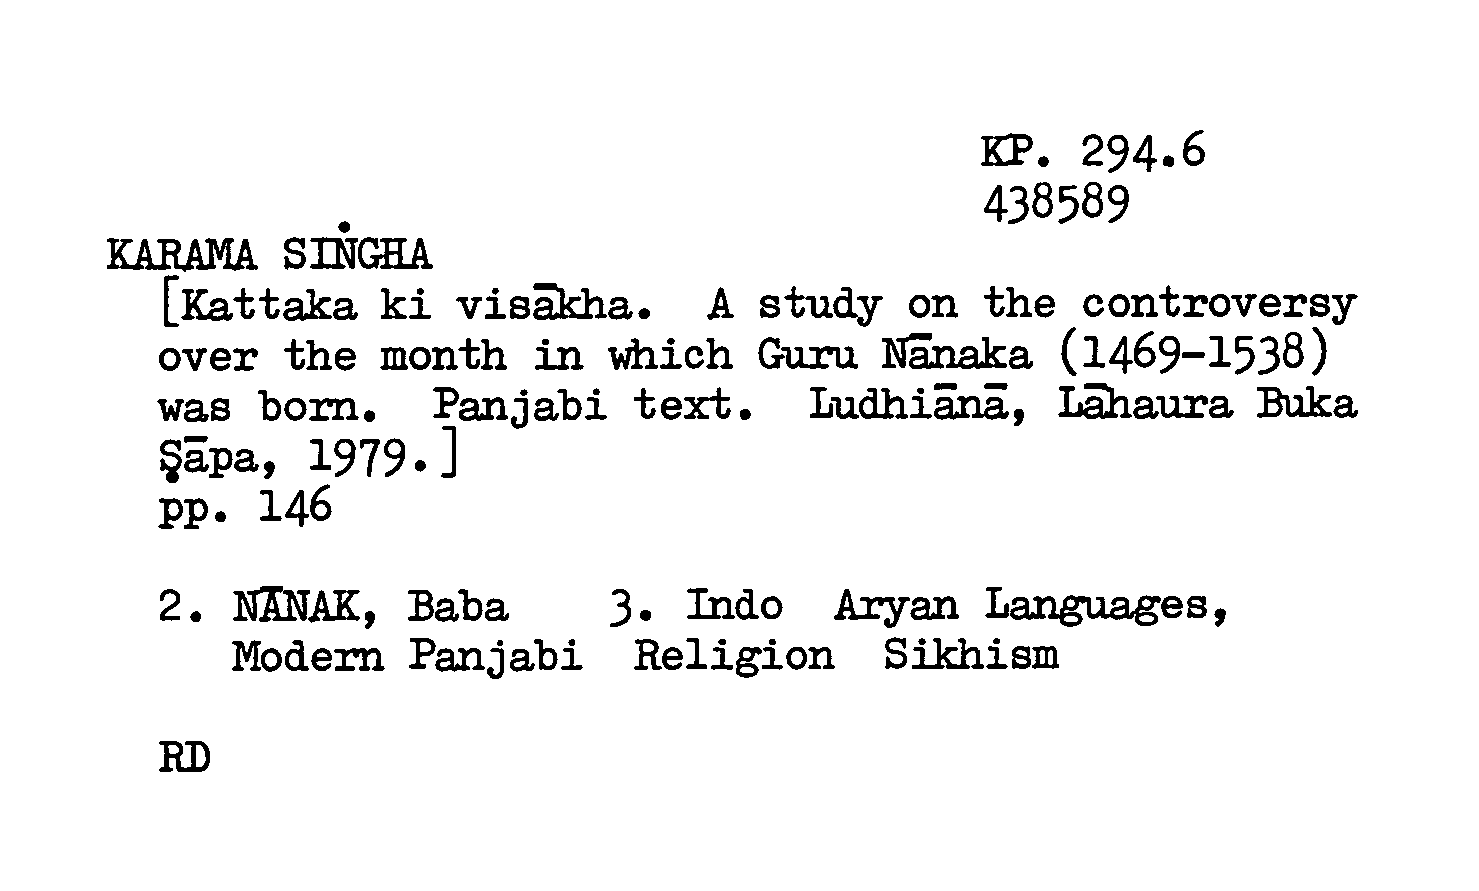 KP. 294.6
438589
KARAMA SIṄGHA
[Kattaka ki visākha. A study on the controversy
over the month in which Guru Nānaka (1469-1538)
was born. Panjabi text. Ludhiānā, Lāhaura Buka
Ṣāpa, 1979.]
pp. 146
2. NĀNAK, Baba 3. Indo Aryan Languages,
Modern Panjabi Religion Sikhism
RD